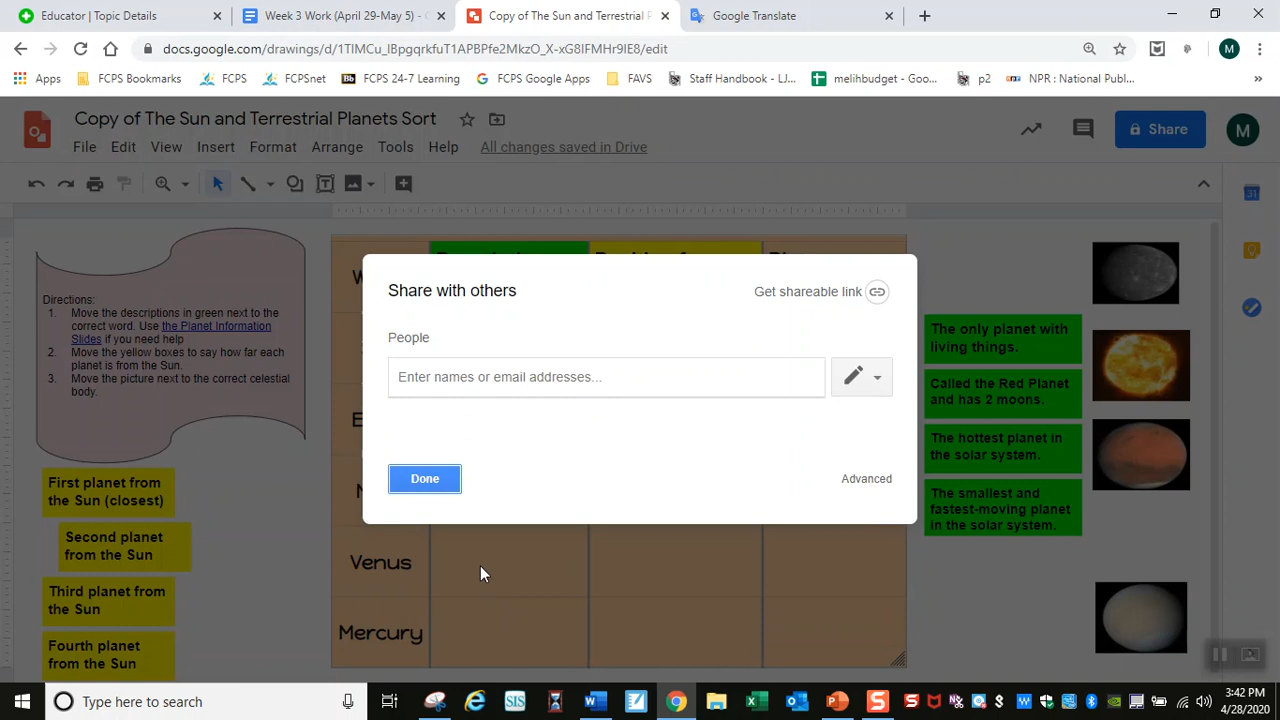 Educator | Topic Details
Week 3 Work (April 29-May 5) -
Copy of The Sun and Terrestrial P
Google Translate
docs.google.com/drawings/d/1TlMCu_IBpgqrkfuT1APBPfe2MkzO_X-xG8IFMHr9lE8/edit
M
Apps
FCPS Bookmarks
FCPS
FCPSnet
Bb FCPS 24-7 Learning
G FCPS Google Apps
FAVS
Staff Handbook - LJ...
melihbudget - Goo...
p2
npr NPR : National Publ...
»
Copy of The Sun and Terrestrial Planets Sort
File Edit View Insert Format Arrange Tools Help All changes saved in Drive
Share
M
Directions:
1. Move the descriptions in green next to the
correct word. Use the Planet Information
Slides if you need help
2. Move the yellow boxes to say how far each
planet is from the Sun.
3. Move the picture next to the correct celestial
body.
Share with others
Get shareable link
People
Enter names or email addresses...
Done
Advanced
First planet from
the Sun (closest)
Second planet
from the Sun
Third planet from
the Sun
Fourth planet
from the Sun
Venus
Mercury
The only planet with
living things.
Called the Red Planet
and has 2 moons.
The hottest planet in
the solar system.
The smallest and
fastest-moving planet
in the solar system.
31
Type here to search
SIS
3:42 PM
4/28/2020